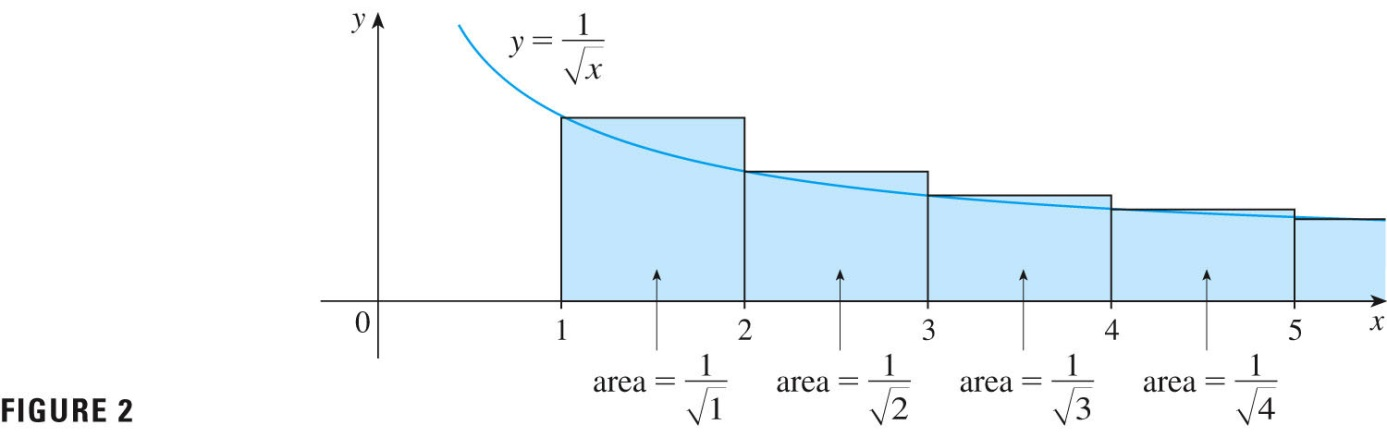 y
y = 1/√x
0 1 2 3 4 5 x
area = 1/√1 area = 1/√2 area = 1/√3 area = 1/√4
FIGURE 2